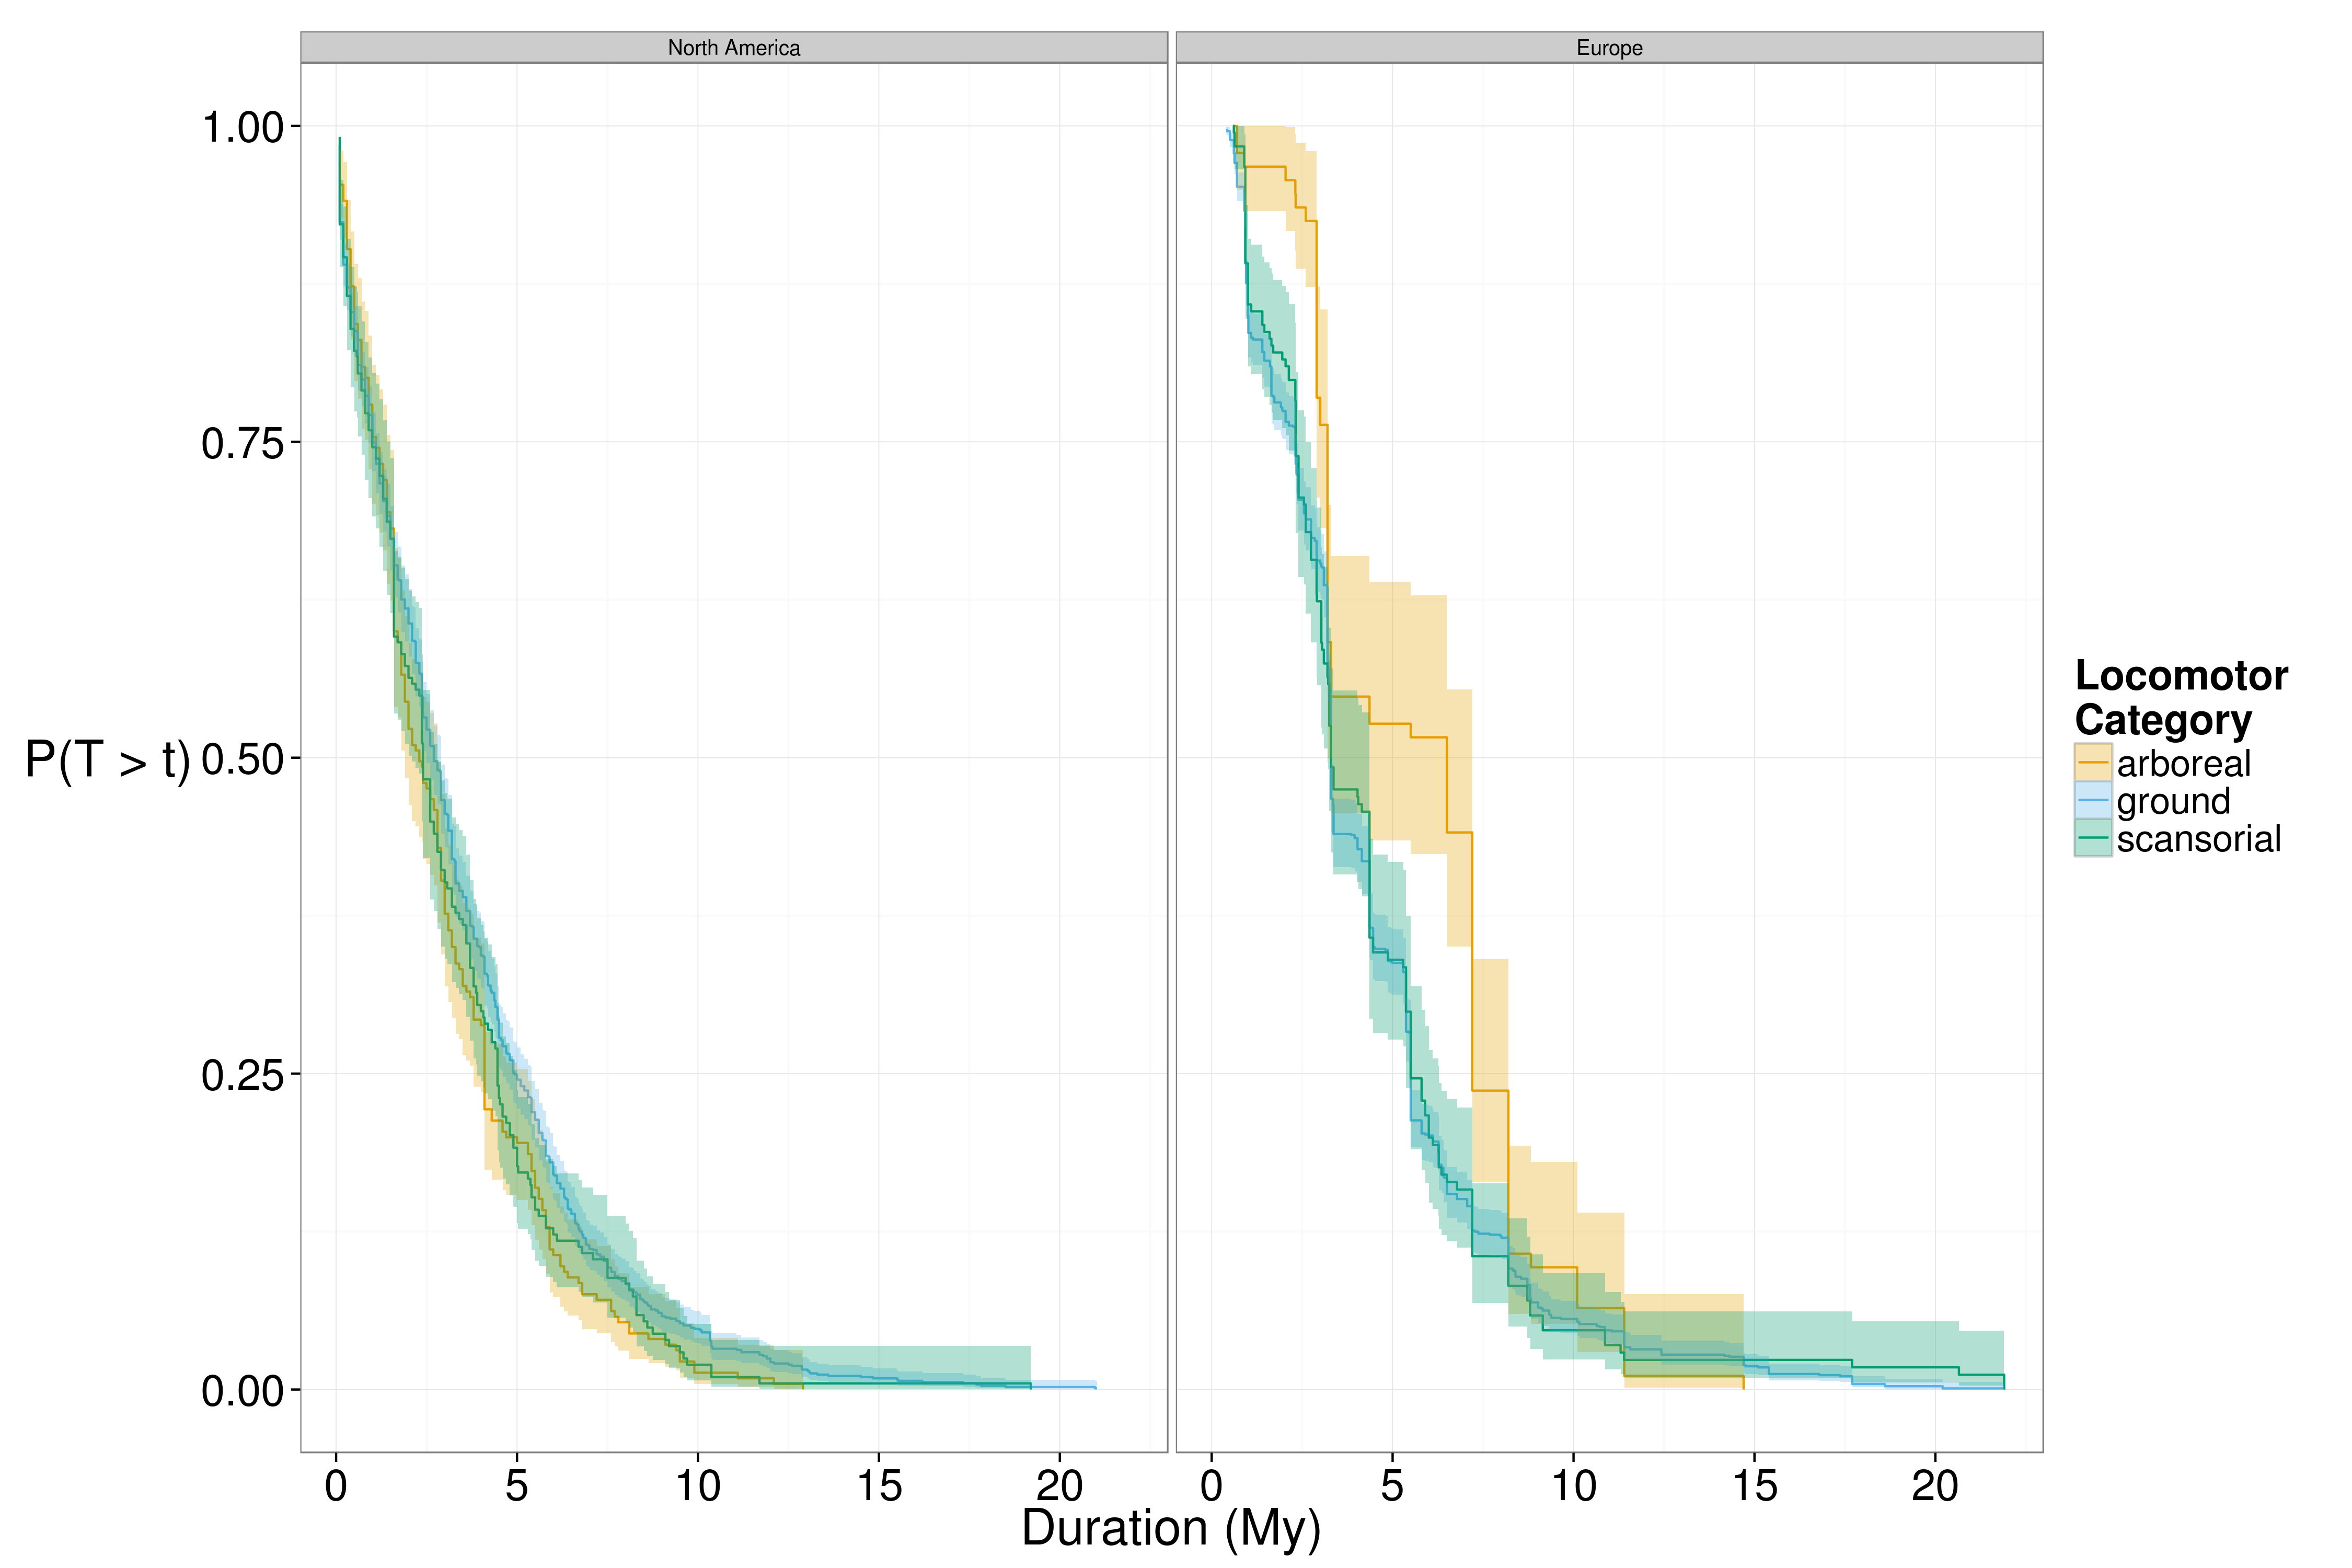 North America
Europe
1.00
0.75
P(T > t)
0.50
0.25
0.00
0 5 10 15 20
0 5 10 15 20
Duration (My)
Locomotor
Category
arboreal
ground
scansorial